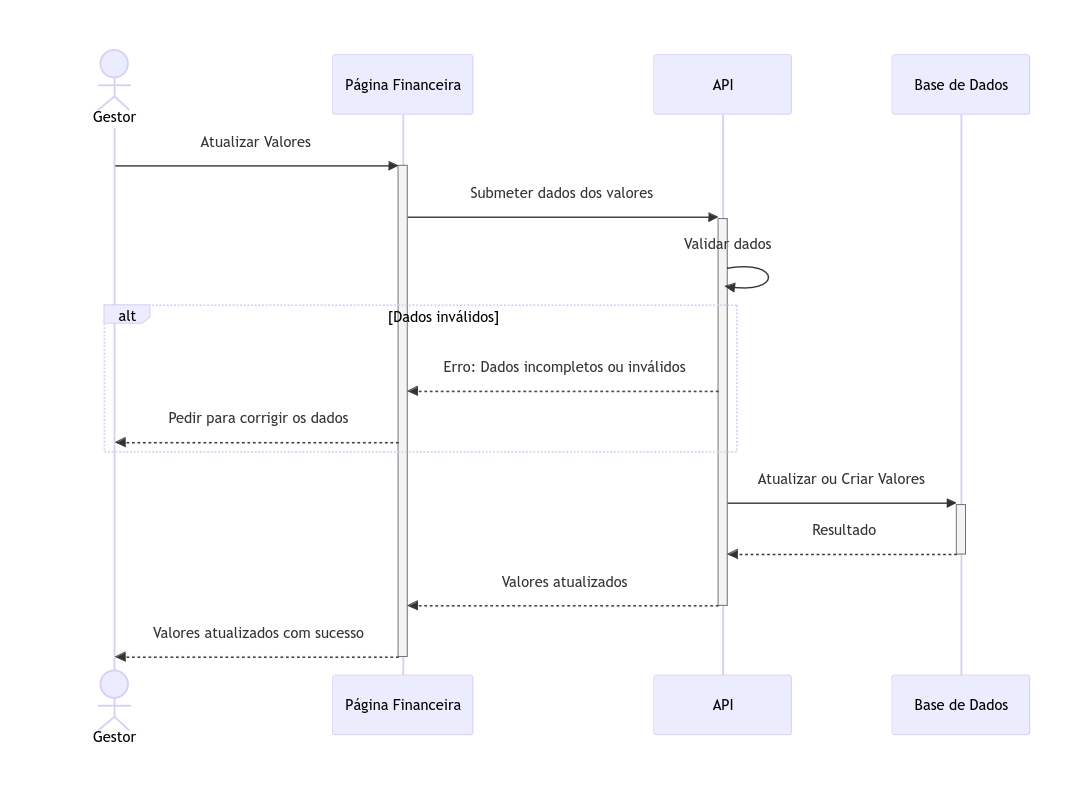 Gestor
Página Financeira
API
Base de Dados
Atualizar Valores
Submeter dados dos valores
Validar dados
alt
[Dados inválidos]
Erro: Dados incompletos ou inválidos
Pedir para corrigir os dados
Atualizar ou Criar Valores
Resultado
Valores atualizados
Valores atualizados com sucesso
Gestor
Página Financeira
API
Base de Dados